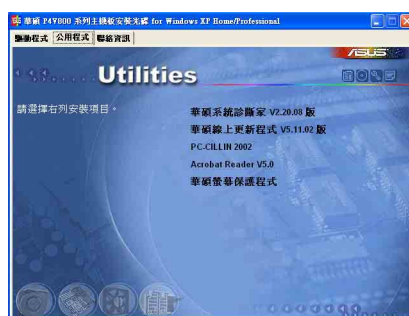 華碩 P4V800 系列主機板安裝光碟 for Windows XP Home/Professional
驅動程式 公用程式 聯絡資訊
ASUS
Utilities
請選擇右列安裝項目。
華碩系統診斷家 V2.20.08 版
華碩線上更新程式 V5.11.02 版
PC-CILLIN 2002
Acrobat Reader V5.0
華碩螢幕保護程式